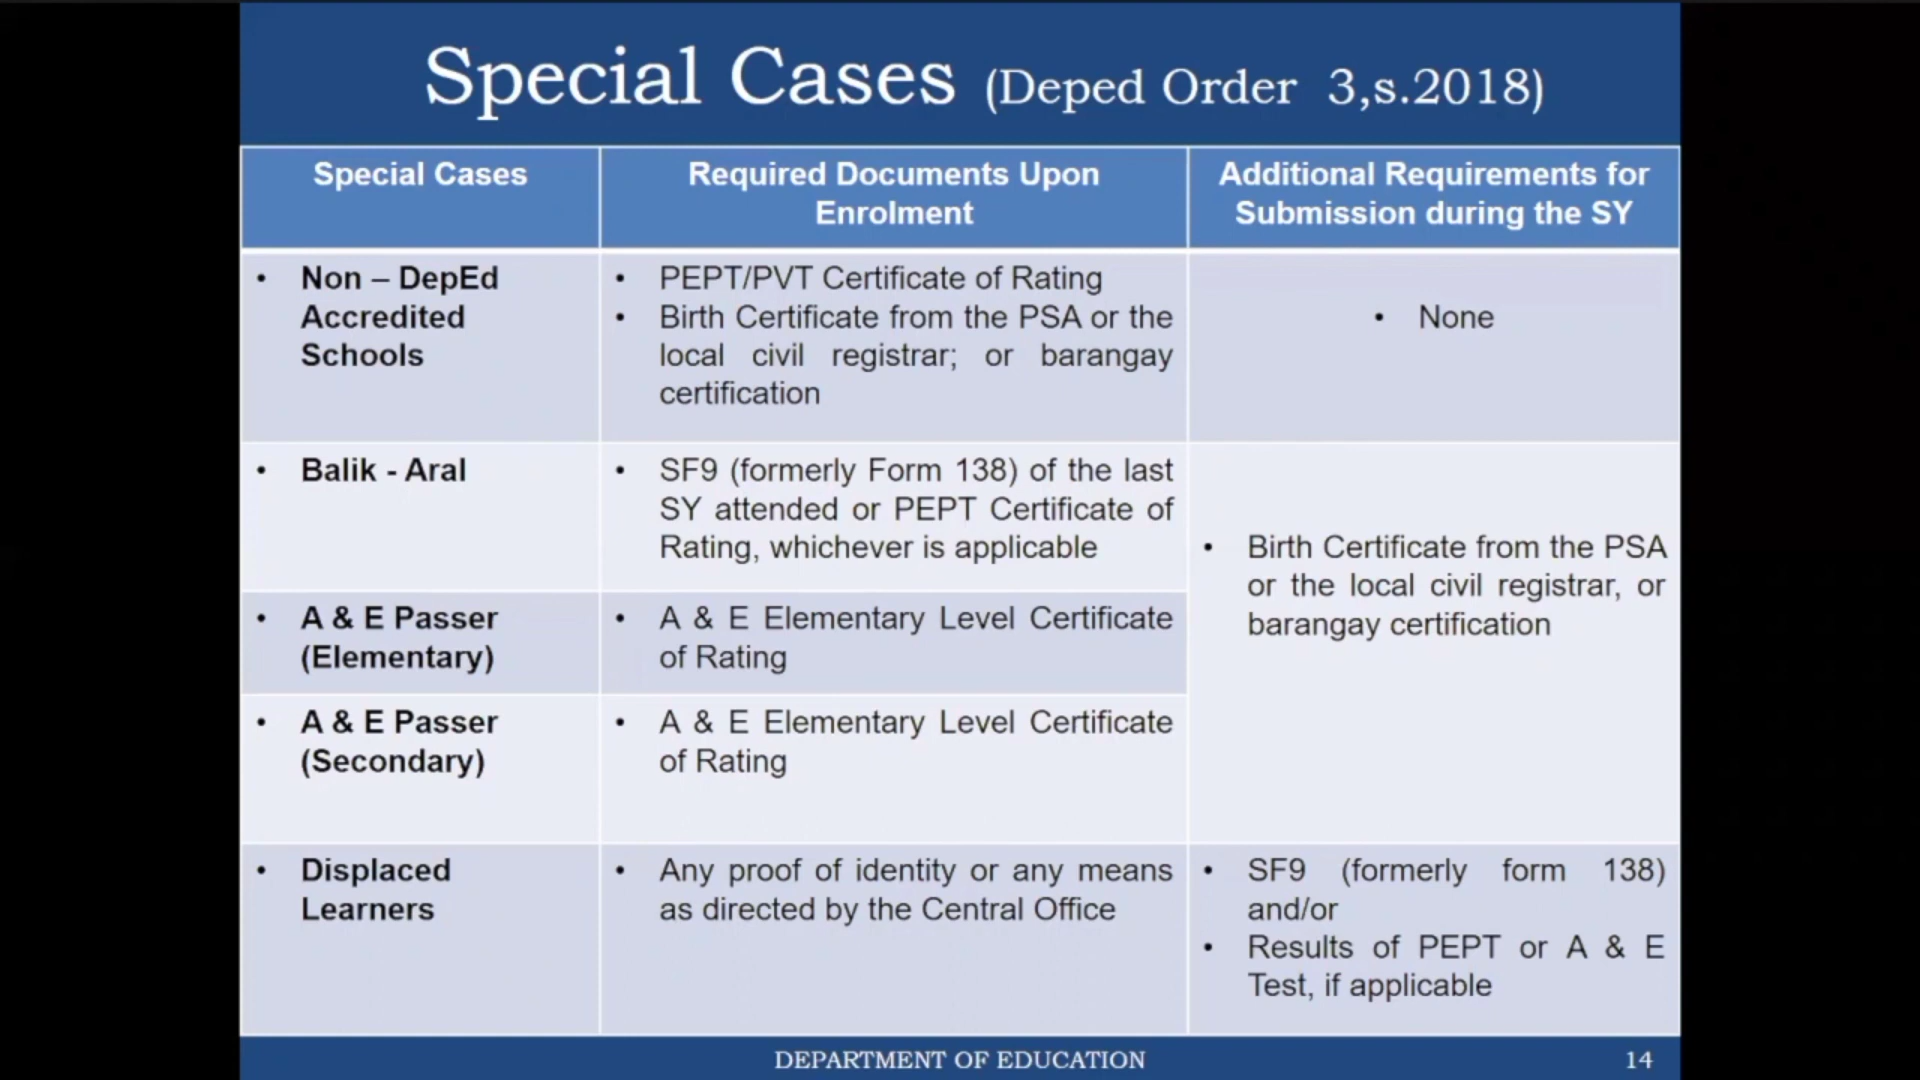 Special Cases (Deped Order 3,s.2018)
Special Cases
Required Documents Upon
Enrolment
Additional Requirements for
Submission during the SY
• Non – DepEd
Accredited
Schools
• PEPT/PVT Certificate of Rating
• Birth Certificate from the PSA or the
local civil registrar; or barangay
certification
• None
• Balik - Aral
• SF9 (formerly Form 138) of the last
SY attended or PEPT Certificate of
Rating, whichever is applicable
• Birth Certificate from the PSA
or the local civil registrar, or
barangay certification
• A & E Passer
(Elementary)
• A & E Elementary Level Certificate
of Rating
• A & E Passer
(Secondary)
• A & E Elementary Level Certificate
of Rating
• Displaced
Learners
• Any proof of identity or any means
as directed by the Central Office
• SF9 (formerly form 138)
and/or
• Results of PEPT or A & E
Test, if applicable
DEPARTMENT OF EDUCATION
14